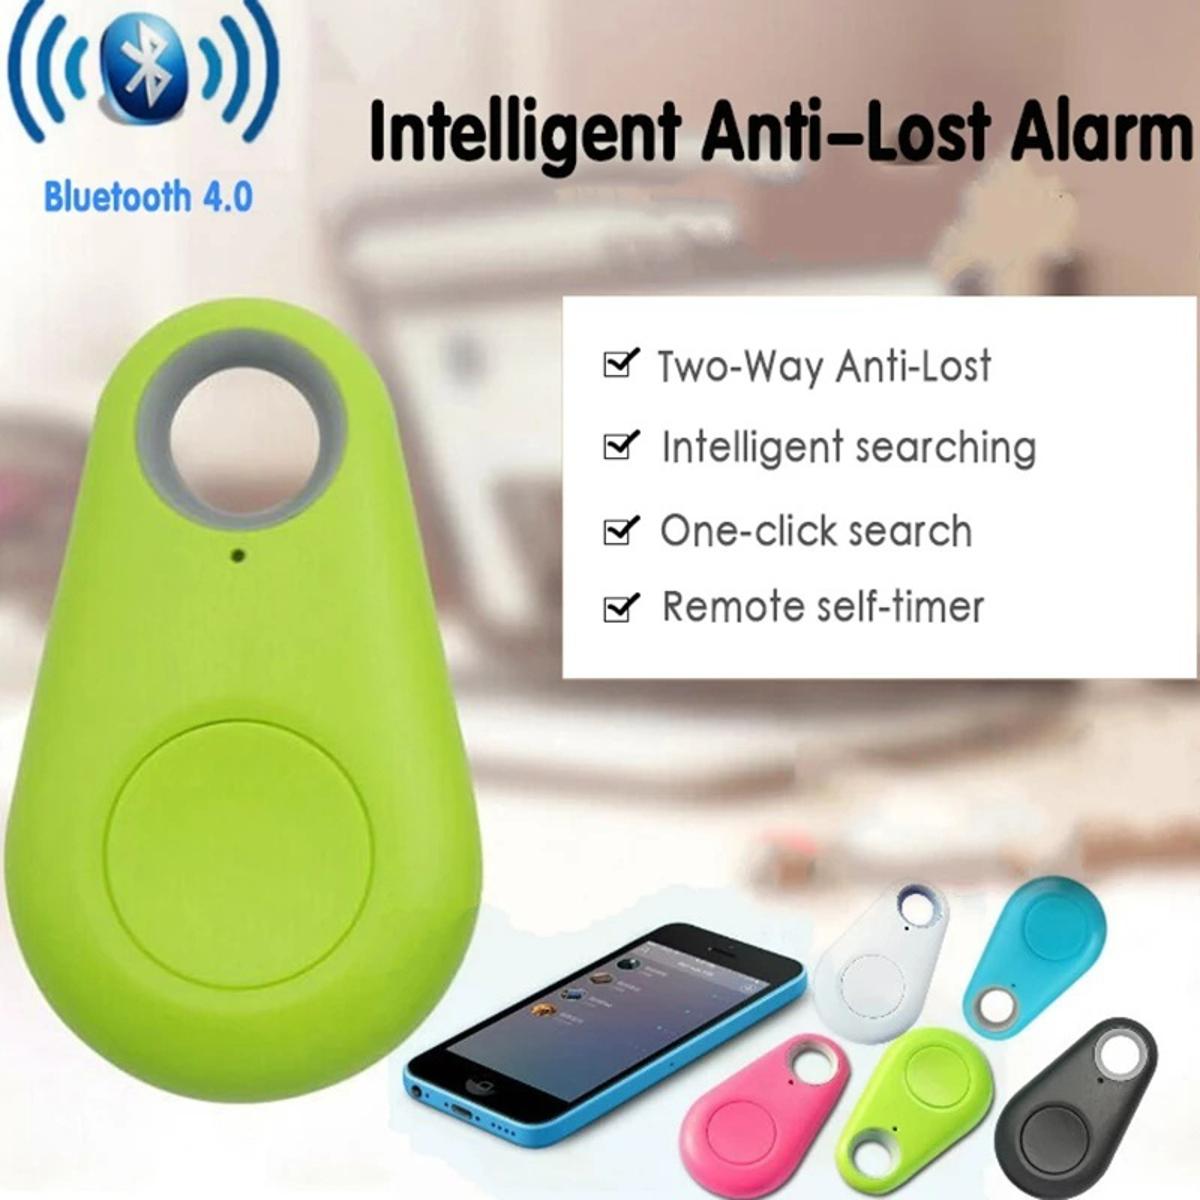 Bluetooth 4.0
Intelligent Anti-Lost Alarm
Two-Way Anti-Lost
Intelligent searching
One-click search
Remote self-timer